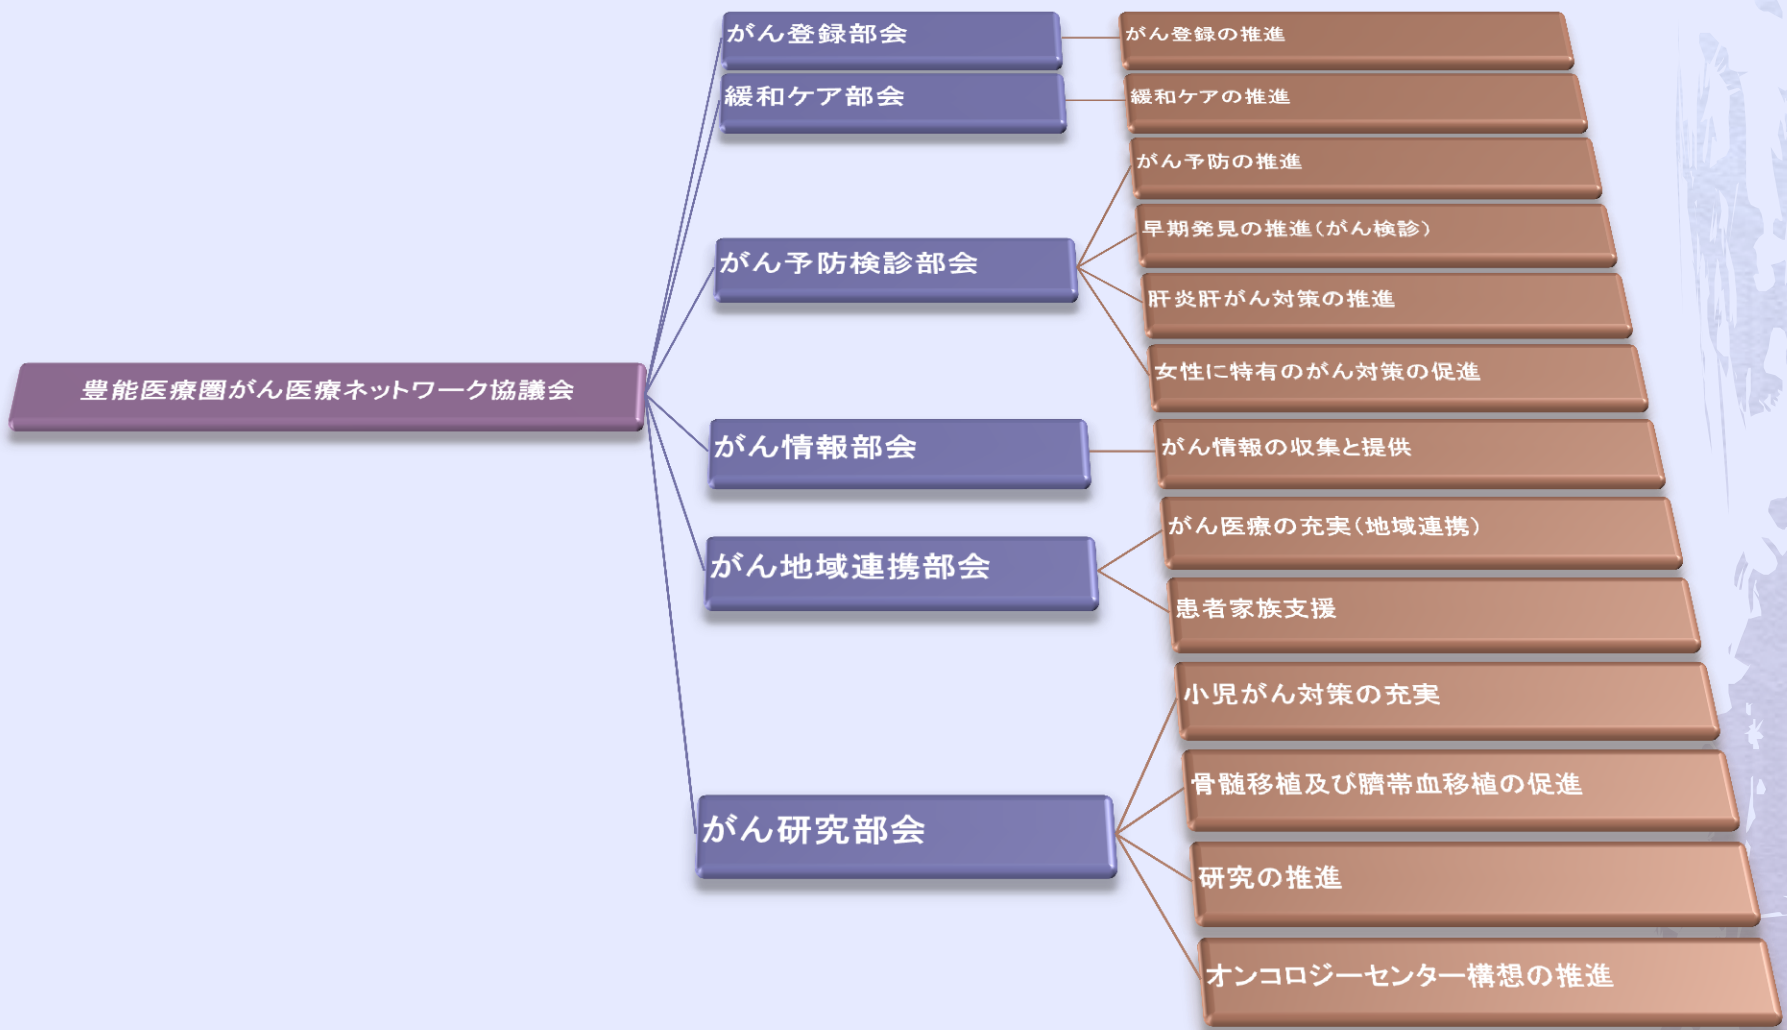 豊能医療圏がん医療ネットワーク協議会
がん登録部会
がん登録の推進
緩和ケア部会
緩和ケアの推進
がん予防検診部会
がん予防の推進
早期発見の推進(がん検診)
肝炎肝がん対策の推進
女性に特有のがん対策の促進
がん情報部会
がん情報の収集と提供
がん地域連携部会
がん医療の充実(地域連携)
患者家族支援
がん研究部会
小児がん対策の充実
骨髄移植及び臍帯血移植の促進
研究の推進
オンコロジーセンター構想の推進